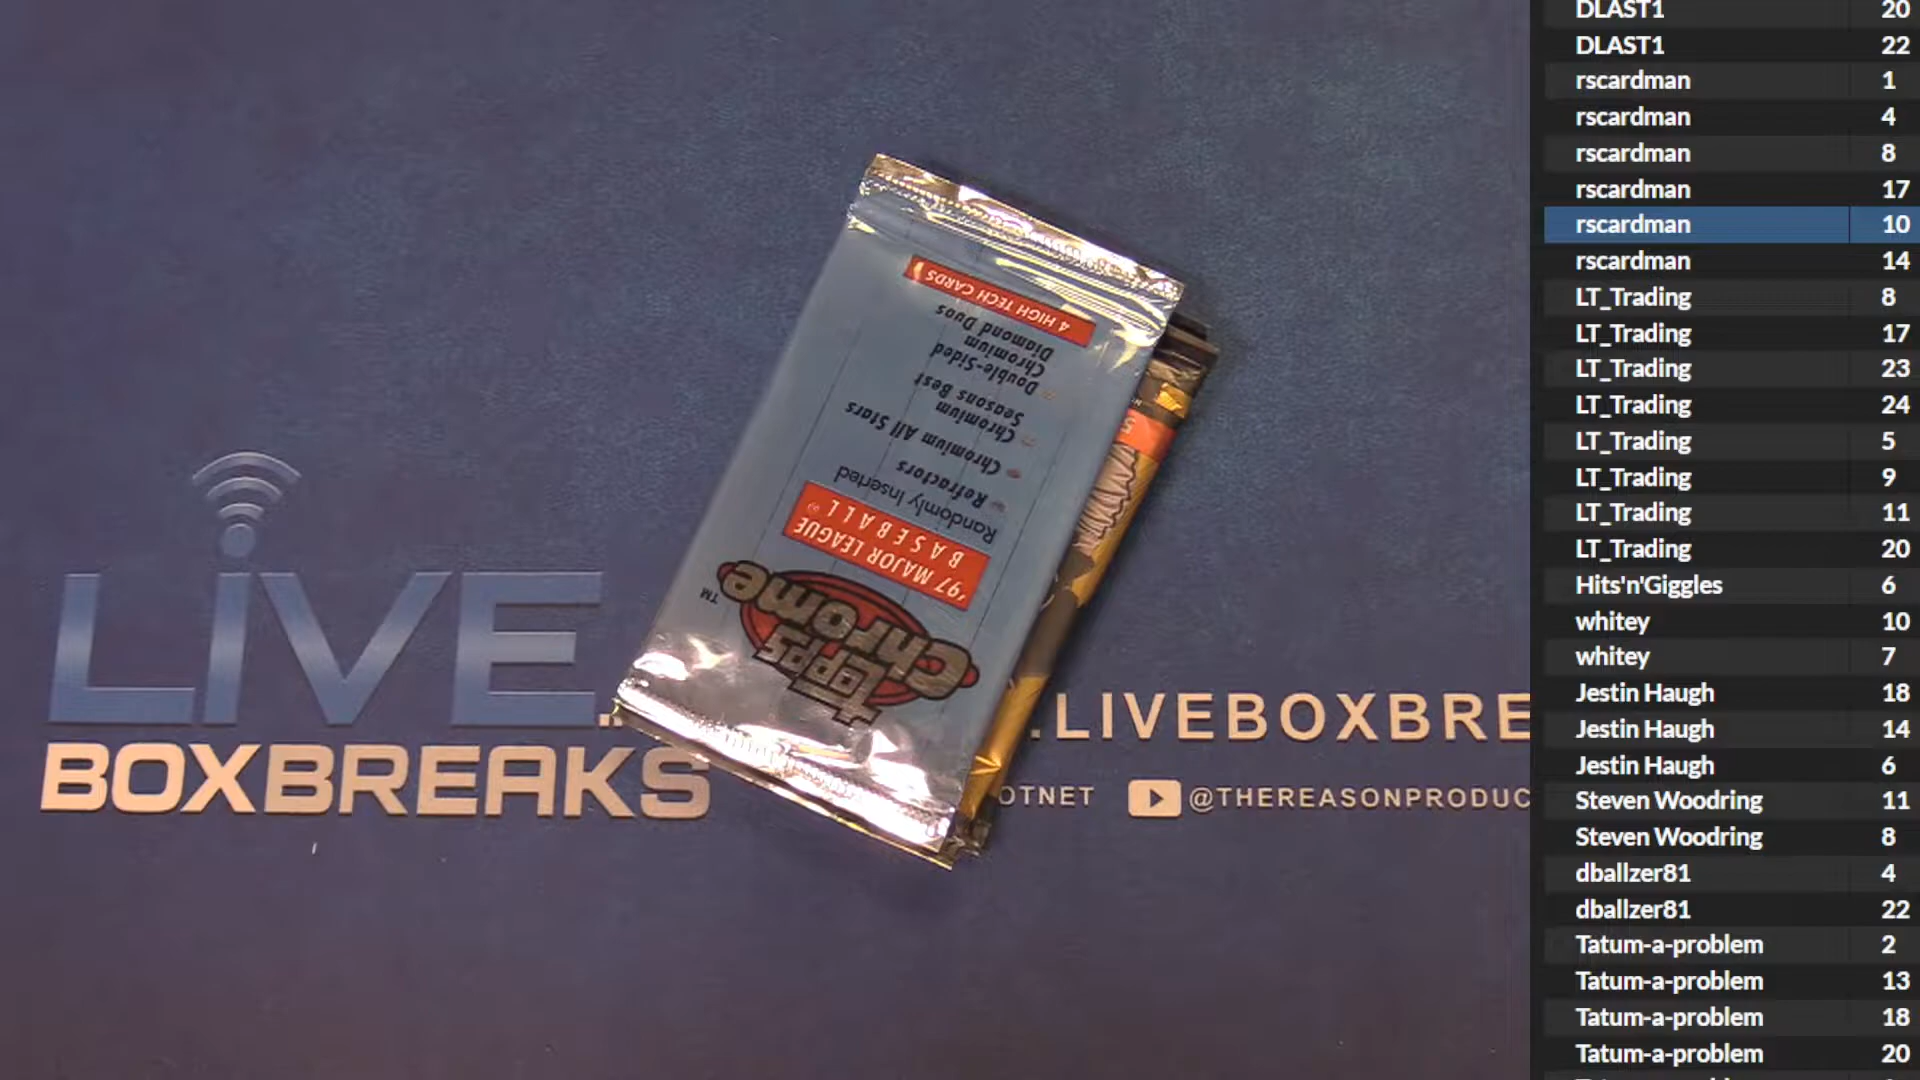 LIVE.
BOXBREAKS
.LIVEBOXBRE
OTNET
@THEREASONPRODUC
Topps
Chrome™
'97 MAJOR LEAGUE
BASEBALL®
Randomly Inserted
Refractors
Chromium All Stars
Chromium
Seasons Best
Double-Sided
Chromium
Diamond Duos
4 HIGH TECH CARDS
5
DLAST1 20
DLAST1 22
rscardman 1
rscardman 4
rscardman 8
rscardman 17
rscardman 10
rscardman 14
LT_Trading 8
LT_Trading 17
LT_Trading 23
LT_Trading 24
LT_Trading 5
LT_Trading 9
LT_Trading 11
LT_Trading 20
Hits'n'Giggles 6
whitey 10
whitey 7
Jestin Haugh 18
Jestin Haugh 14
Jestin Haugh 6
Steven Woodring 11
Steven Woodring 8
dballzer81 4
dballzer81 22
Tatum-a-problem 2
Tatum-a-problem 13
Tatum-a-problem 18
Tatum-a-problem 20